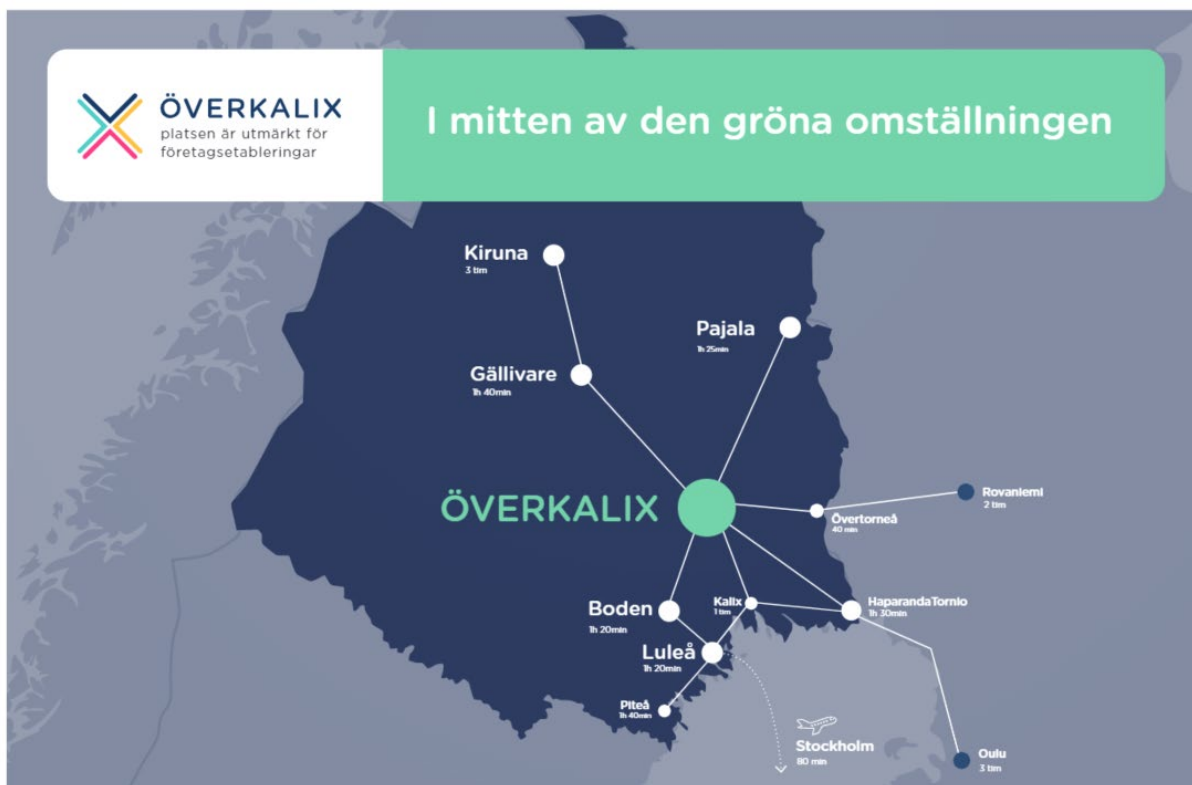 ÖVERKALIX
platsen är utmärkt för
företagsetableringar
I mitten av den gröna omställningen
Kiruna
3 tim
Pajala
1h 25min
Gällivare
1h 40min
ÖVERKALIX
Rovaniemi
2 tim
Övertorneå
40 min
Boden
1h 20min
Kalix
1 tim
HaparandaTornio
1h 30min
Luleå
1h 20min
Piteå
1h 40min
Stockholm
80 min
Oulu
3 tim